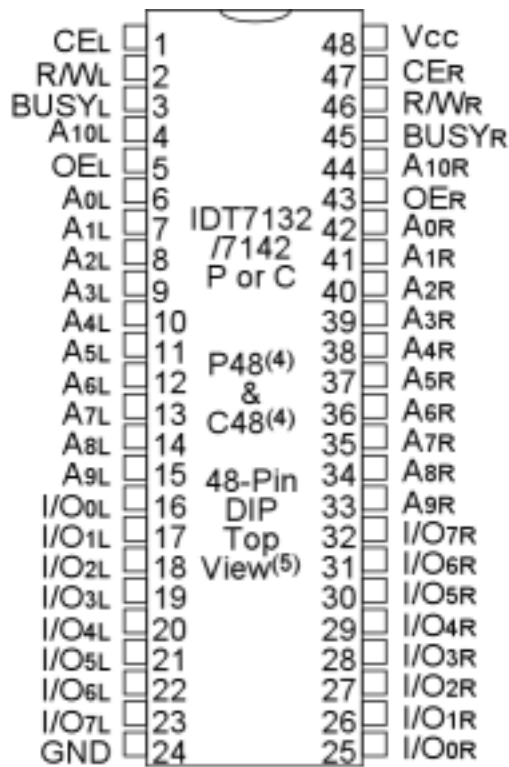 CEL 1 48 Vcc
R/WL 2 47 CER
BUSYL 3 46 R/WR
A10L 4 45 BUSYR
OEL 5 44 A10R
A0L 6 43 OER
A1L 7 IDT7132 42 A0R
A2L 8 /7142 41 A1R
A3L 9 P or C 40 A2R
A4L 10 39 A3R
A5L 11 P48(4) 38 A4R
A6L 12 & 37 A5R
A7L 13 C48(4) 36 A6R
A8L 14 35 A7R
A9L 15 48-Pin 34 A8R
I/O0L 16 DIP 33 A9R
I/O1L 17 Top 32 I/O7R
I/O2L 18 View(5) 31 I/O6R
I/O3L 19 30 I/O5R
I/O4L 20 29 I/O4R
I/O5L 21 28 I/O3R
I/O6L 22 27 I/O2R
I/O7L 23 26 I/O1R
GND 24 25 I/O0R